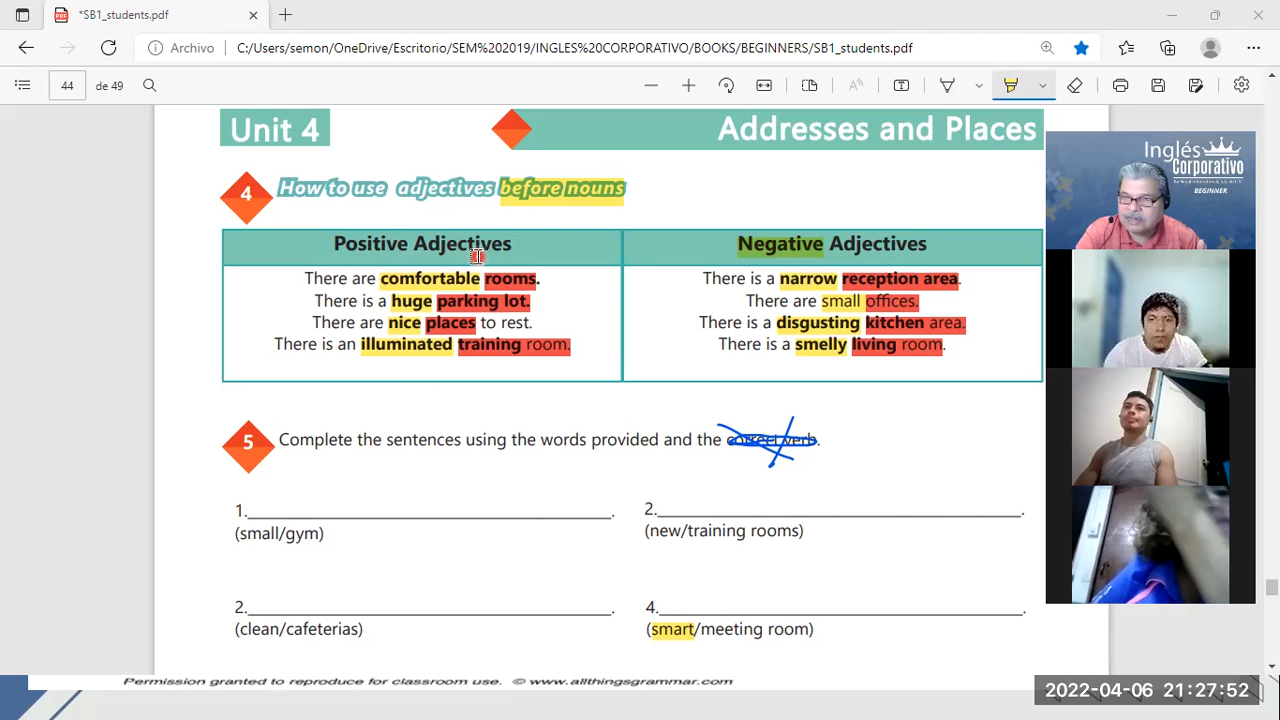 *SB1_students.pdf
Archivo C:/Users/semon/OneDrive/Escritorio/SEM%202019/INGLES%20CORPORATIVO/BOOKS/BEGINNERS/SB1_students.pdf
44 de 49
Unit 4 Addresses and Places
4 How to use adjectives before nouns
Positive Adjectives
There are comfortable rooms.
There is a huge parking lot.
There are nice places to rest.
There is an illuminated training room.
Negative Adjectives
There is a narrow reception area.
There are small offices.
There is a disgusting kitchen area.
There is a smelly living room.
5 Complete the sentences using the words provided and the correct verb.
1.______________________.
(small/gym)
2.______________________.
(new/training rooms)
2.______________________.
(clean/cafeterias)
4.______________________.
(smart/meeting room)
Permission granted to reproduce for classroom use. © www.allthingsgrammar.com
Inglés
Corporativo
BEGINNER
2022-04-06 21:27:52